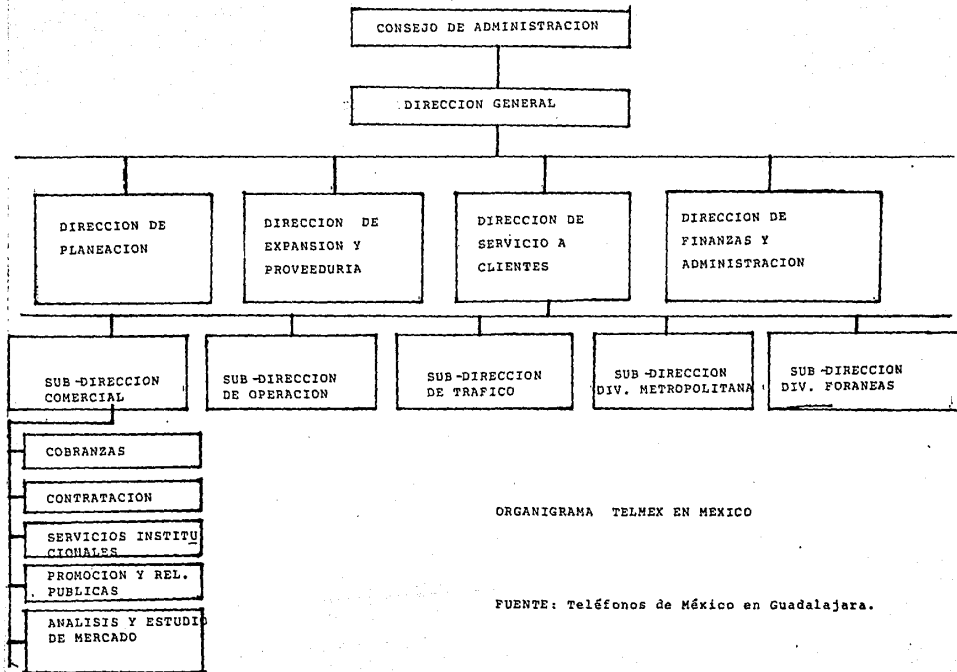 CONSEJO DE ADMINISTRACION
DIRECCION GENERAL
DIRECCION DE
PLANEACION
DIRECCION DE
EXPANSION Y
PROVEEDURIA
DIRECCION DE
SERVICIO A
CLIENTES
DIRECCION DE
FINANZAS Y
ADMINISTRACION
SUB-DIRECCION
COMERCIAL
SUB-DIRECCION
DE OPERACION
SUB-DIRECCION
DE TRAFICO
SUB-DIRECCION
DIV. METROPOLITANA
SUB-DIRECCION
DIV. FORANEAS
COBRANZAS
CONTRATACION
SERVICIOS INSTITU
CIONALES
PROMOCION Y REL.
PUBLICAS
ANALISIS Y ESTUDIO
DE MERCADO
ORGANIGRAMA TELMEX EN MEXICO
FUENTE: Teléfonos de México en Guadalajara.